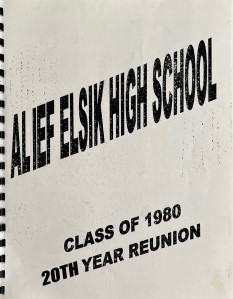 ALIEF ELSIK HIGH SCHOOL
CLASS OF 1980
20TH YEAR REUNION